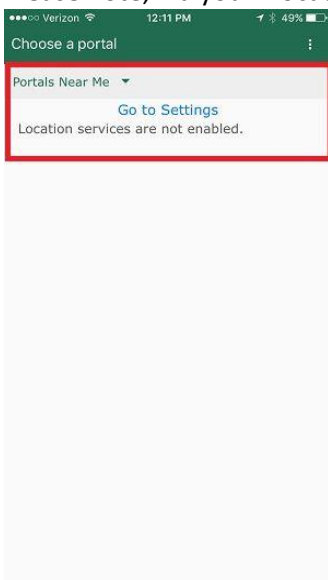 Verizon 12:11 PM 49%
Choose a portal
Portals Near Me
Go to Settings
Location services are not enabled.